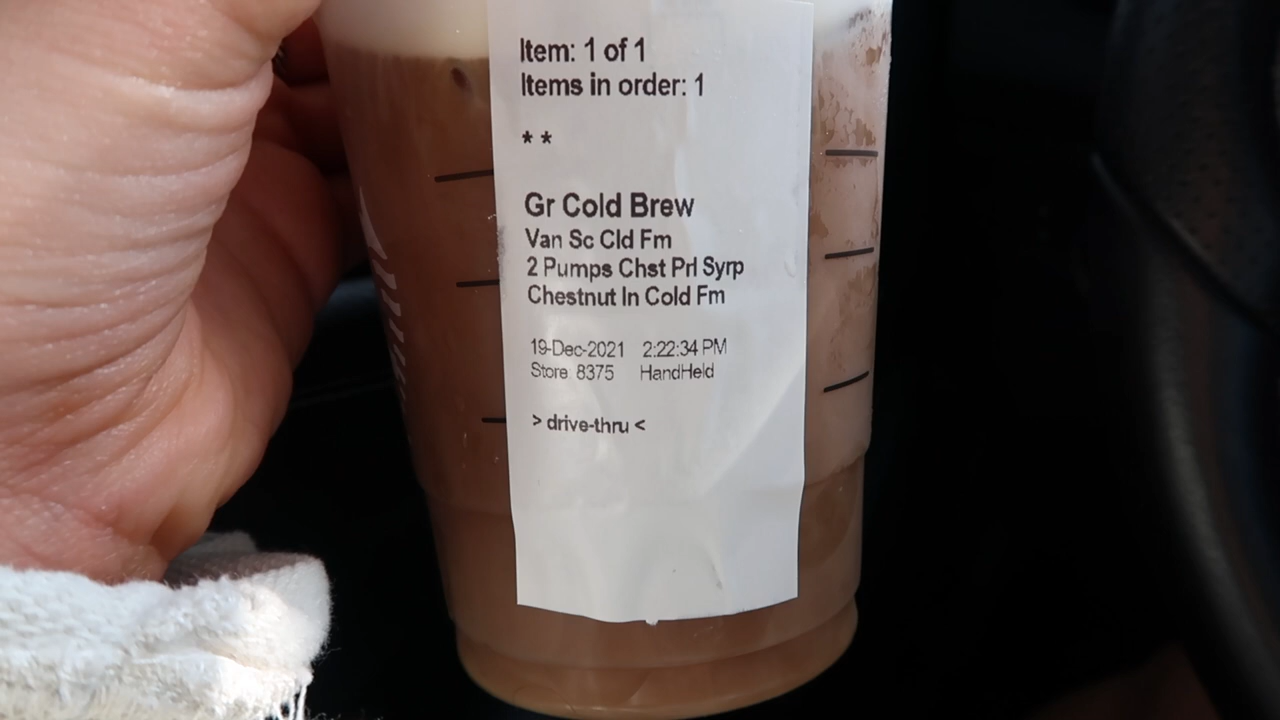 Item: 1 of 1
Items in order: 1
* *
Gr Cold Brew
Van Sc Cld Fm
2 Pumps Chst Prl Syrp
Chestnut In Cold Fm
19-Dec-2021 2:22:34 PM
Store 8375 HandHeld
> drive-thru <